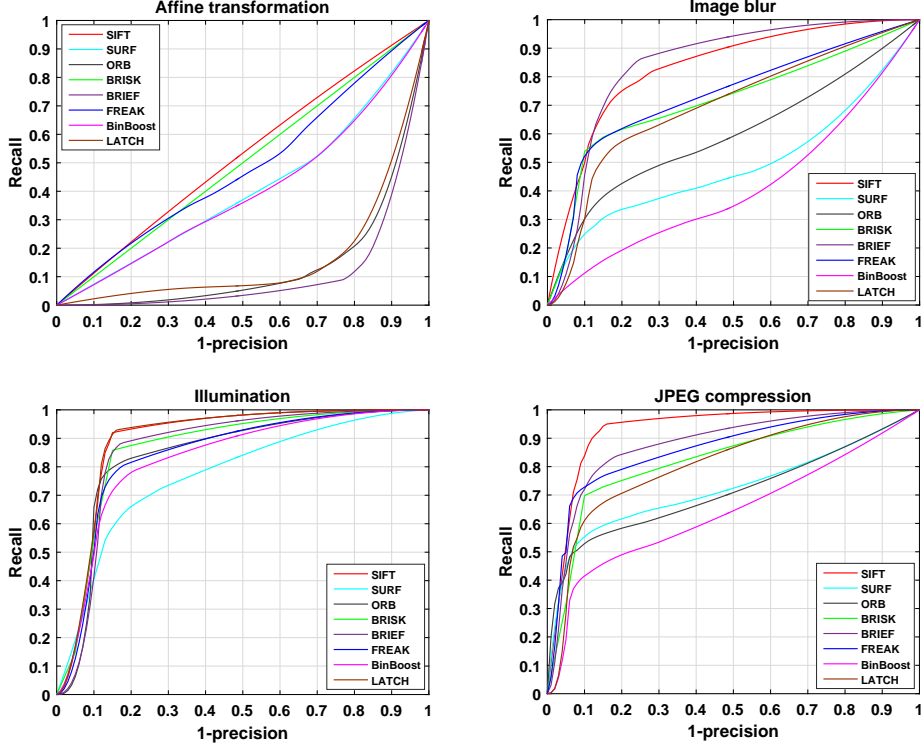 Affine transformation
1
0.9
0.8
0.7
0.6
0.5
0.4
0.3
0.2
0.1
0
Recall
SIFT
SURF
ORB
BRISK
BRIEF
FREAK
BinBoost
LATCH
0 0.1 0.2 0.3 0.4 0.5 0.6 0.7 0.8 0.9 1
1-precision
Image blur
1
0.9
0.8
0.7
0.6
0.5
0.4
0.3
0.2
0.1
0
Recall
SIFT
SURF
ORB
BRISK
BRIEF
FREAK
BinBoost
LATCH
0 0.1 0.2 0.3 0.4 0.5 0.6 0.7 0.8 0.9 1
1-precision
Illumination
1
0.9
0.8
0.7
0.6
0.5
0.4
0.3
0.2
0.1
0
Recall
SIFT
SURF
ORB
BRISK
BRIEF
FREAK
BinBoost
LATCH
0 0.1 0.2 0.3 0.4 0.5 0.6 0.7 0.8 0.9 1
1-precision
JPEG compression
1
0.9
0.8
0.7
0.6
0.5
0.4
0.3
0.2
0.1
0
Recall
SIFT
SURF
ORB
BRISK
BRIEF
FREAK
BinBoost
LATCH
0 0.1 0.2 0.3 0.4 0.5 0.6 0.7 0.8 0.9 1
1-precision